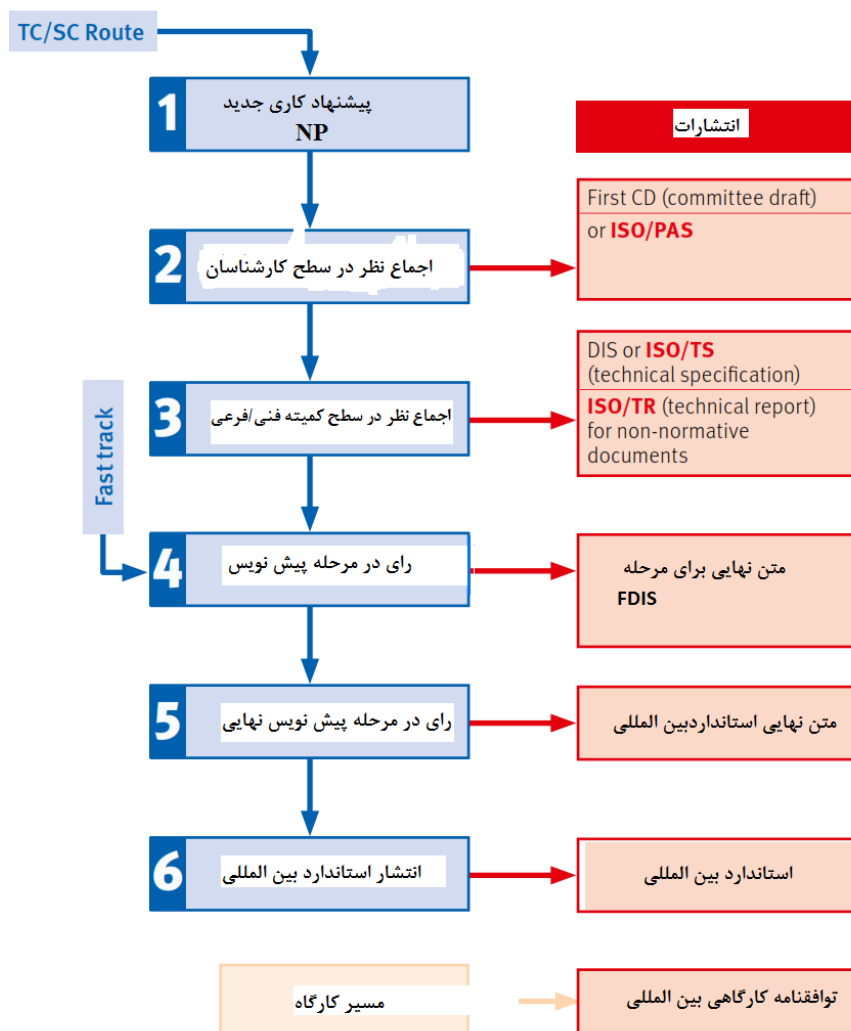 TC/SC Route
1
پیشنهاد کاری جدید
NP
انتشارات
2
اجماع نظر در سطح کارشناسان
First CD (committee draft)
or ISO/PAS
3
اجماع نظر در سطح کمیته فنی/فرعی
DIS or ISO/TS
(technical specification)
ISO/TR (technical report)
for non-normative
documents
Fast track
4
رای در مرحله پیش نویس
متن نهایی برای مرحله
FDIS
5
رای در مرحله پیش نویس نهایی
متن نهایی استانداردبین المللی
6
انتشار استاندارد بین المللی
استاندارد بین المللی
مسیر کارگاه
توافقنامه کارگاهی بین المللی